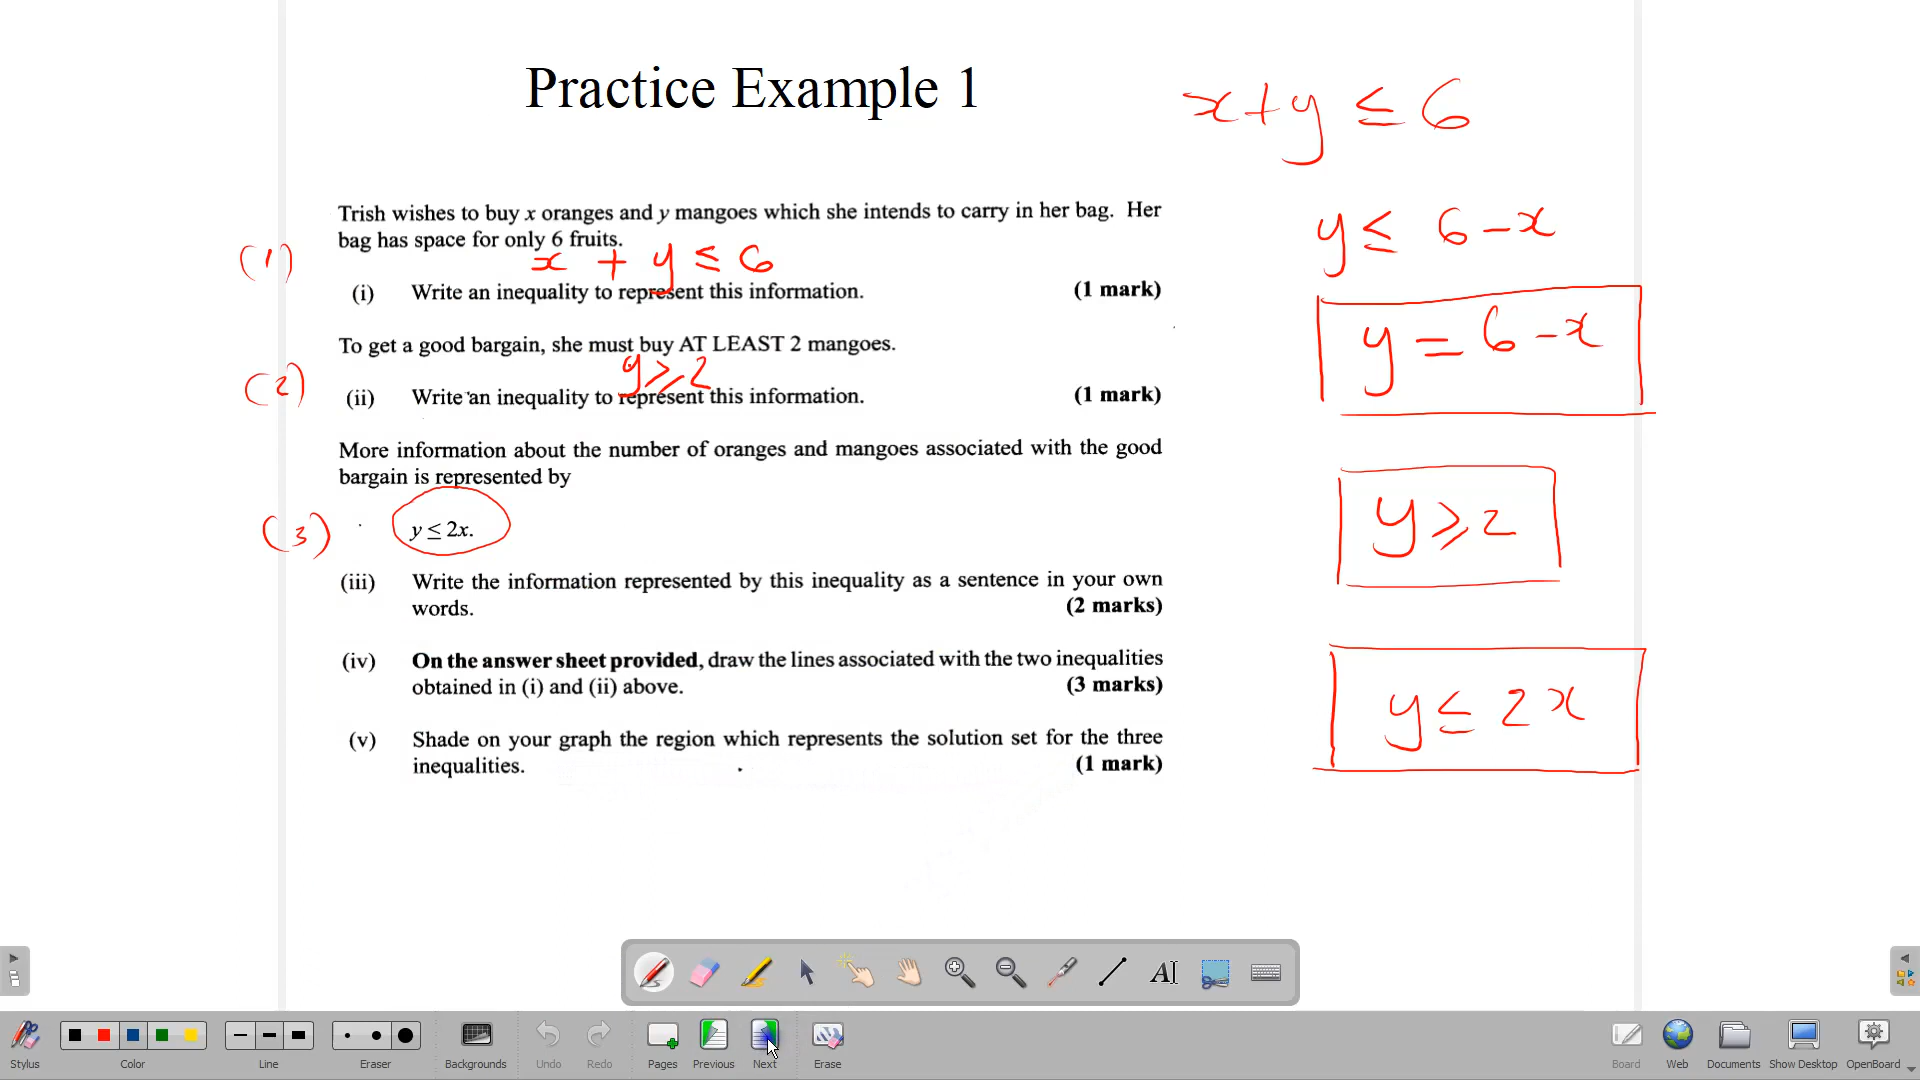 Practice Example 1
x + y ≤ 6
Trish wishes to buy x oranges and y mangoes which she intends to carry in her bag. Her
bag has space for only 6 fruits.
(1)
x + y ≤ 6
(i) Write an inequality to represent this information. (1 mark)
To get a good bargain, she must buy AT LEAST 2 mangoes.
(2)
y ⩾ 2
(ii) Write an inequality to represent this information. (1 mark)
More information about the number of oranges and mangoes associated with the good
bargain is represented by
(3)
y ≤ 2x.
(iii) Write the information represented by this inequality as a sentence in your own
words. (2 marks)
(iv) On the answer sheet provided, draw the lines associated with the two inequalities
obtained in (i) and (ii) above. (3 marks)
(v) Shade on your graph the region which represents the solution set for the three
inequalities. (1 mark)
y ≤ 6 - x
y = 6 - x
y ⩾ 2
y ≤ 2x
AI
Stylus Color Line Eraser Backgrounds Undo Redo Pages Previous Next Erase Board Web Documents Show Desktop OpenBoard